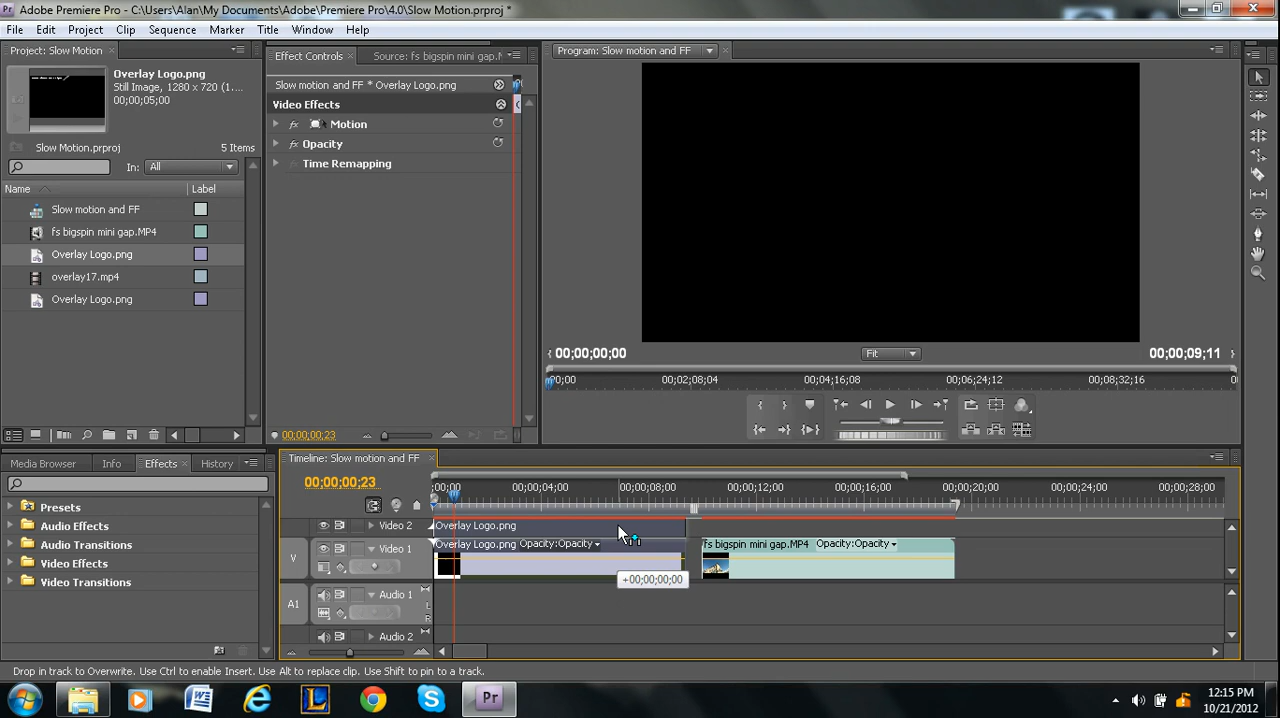 Adobe Premiere Pro - C:\Users\Alan\My Documents\Adobe\Premiere Pro\4.0\Slow Motion.prproj *
File Edit Project Clip Sequence Marker Title Window Help
Project: Slow Motion
Overlay Logo.png
Still Image, 1280 x 720 (1....
00;00;05;00
Slow Motion.prproj 5 Items
In: All
Name Label
Slow motion and FF
fs bigspin mini gap.MP4
Overlay Logo.png
overlay17.mp4
Overlay Logo.png
Effect Controls Source: fs bigspin mini gap.M
Slow motion and FF * Overlay Logo.png
Video Effects
fx Motion
Opacity
Time Remapping
00;00;00;23
Program: Slow motion and FF
00;00;00;00 Fit 00;00;09;11
00;00 00;02;08;04 00;04;16;08 00;06;24;12 00;08;32;16
Media Browser Info Effects History
Presets
Audio Effects
Audio Transitions
Video Effects
Video Transitions
Timeline: Slow motion and FF
00;00;00;23
;00;00 00;00;04;00 00;00;08;00 00;00;12;00 00;00;16;00 00;00;20;00 00;00;24;00 00;00;28;00
Video 2 Overlay Logo.png
V Video 1 Overlay Logo.png Opacity:Opacity fs bigspin mini gap.MP4 Opacity:Opacity
+00;00;00;00
A1 Audio 1 L R
Audio 2
Drop in track to Overwrite. Use Ctrl to enable Insert. Use Alt to replace clip. Use Shift to pin to a track.
Pr
12:15 PM
10/21/2012